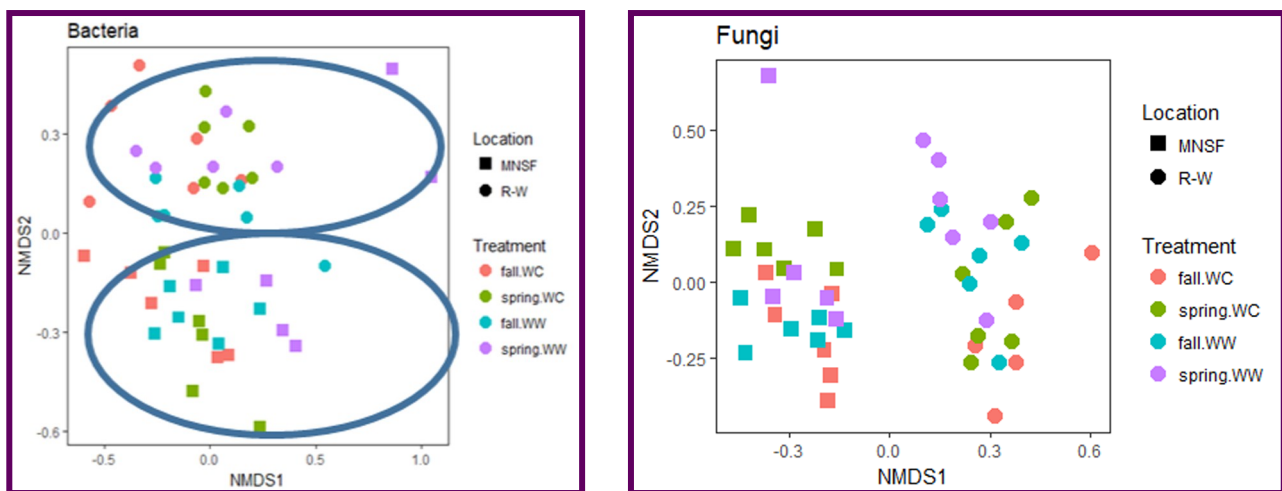 Bacteria
0.3
0.0
-0.3
-0.6
NMDS2
-0.5
0.0
0.5
1.0
NMDS1
Location
MNSF
R-W
Treatment
fall.WC
spring.WC
fall.WW
spring.WW
Fungi
0.50
0.25
0.00
-0.25
NMDS2
-0.3
0.0
0.3
0.6
NMDS1
Location
MNSF
R-W
Treatment
fall.WC
spring.WC
fall.WW
spring.WW